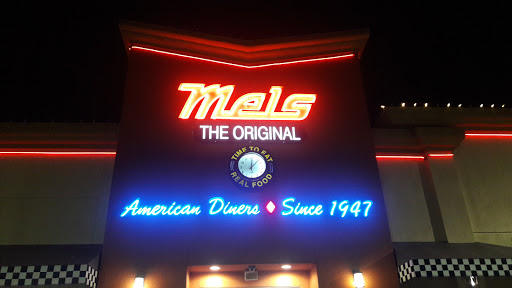 Mels
THE ORIGINAL
TIME TO EAT
REAL FOOD
American Diners ♦ Since 1947